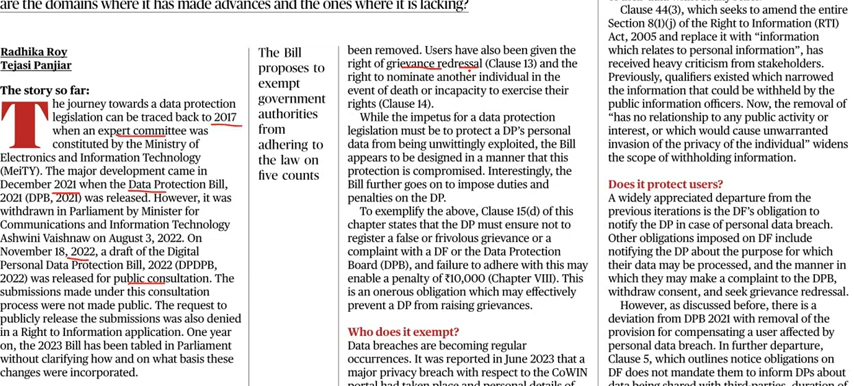 are the domains where it has made advances and the ones where it is lacking?
Radhika Roy
Tejasi Panjiar
The story so far:
The journey towards a data protection
legislation can be traced back to 2017
when an expert committee was
constituted by the Ministry of
Electronics and Information Technology
(MeiTY). The major development came in
December 2021 when the Data Protection Bill,
2021 (DPB, 2021) was released. However, it was
withdrawn in Parliament by Minister for
Communications and Information Technology
Ashwini Vaishnaw on August 3, 2022. On
November 18, 2022, a draft of the Digital
Personal Data Protection Bill, 2022 (DPDPB,
2022) was released for public consultation. The
submissions made under this consultation
process were not made public. The request to
publicly release the submissions was also denied
in a Right to Information application. One year
on, the 2023 Bill has been tabled in Parliament
without clarifying how and on what basis these
changes were incorporated.
The Bill
proposes to
exempt
government
authorities
from
adhering to
the law on
five counts
been removed. Users have also been given the
right of grievance redressal (Clause 13) and the
right to nominate another individual in the
event of death or incapacity to exercise their
rights (Clause 14).
While the impetus for a data protection
legislation must be to protect a DP's personal
data from being unwittingly exploited, the Bill
appears to be designed in a manner that this
protection is compromised. Interestingly, the
Bill further goes on to impose duties and
penalties on the DP.
To exemplify the above, Clause 15(d) of this
chapter states that the DP must ensure not to
register a false or frivolous grievance or a
complaint with a DF or the Data Protection
Board (DPB), and failure to adhere with this may
enable a penalty of ₹10,000 (Chapter VIII). This
is an onerous obligation which may effectively
prevent a DP from raising grievances.
Who does it exempt?
Data breaches are becoming regular
occurrences. It was reported in June 2023 that a
major privacy breach with respect to the CoWIN
portal had taken place and personal details of
Clause 44(3), which seeks to amend the entire
Section 8(1)(j) of the Right to Information (RTI)
Act, 2005 and replace it with "information
which relates to personal information", has
received heavy criticism from stakeholders.
Previously, qualifiers existed which narrowed
the information that could be withheld by the
public information officers. Now, the removal of
"has no relationship to any public activity or
interest, or which would cause unwarranted
invasion of the privacy of the individual" widens
the scope of withholding information.
Does it protect users?
A widely appreciated departure from the
previous iterations is the DF's obligation to
notify the DP in case of personal data breach.
Other obligations imposed on DF include
notifying the DP about the purpose for which
their data may be processed, and the manner in
which they may make a complaint to the DPB,
withdraw consent, and seek grievance redressal.
However, as discussed before, there is a
deviation from DPB 2021 with removal of the
provision for compensating a user affected by
personal data breach. In further departure,
Clause 5, which outlines notice obligations on
DF does not mandate them to inform DPs about
data being shared with third parties, duration of